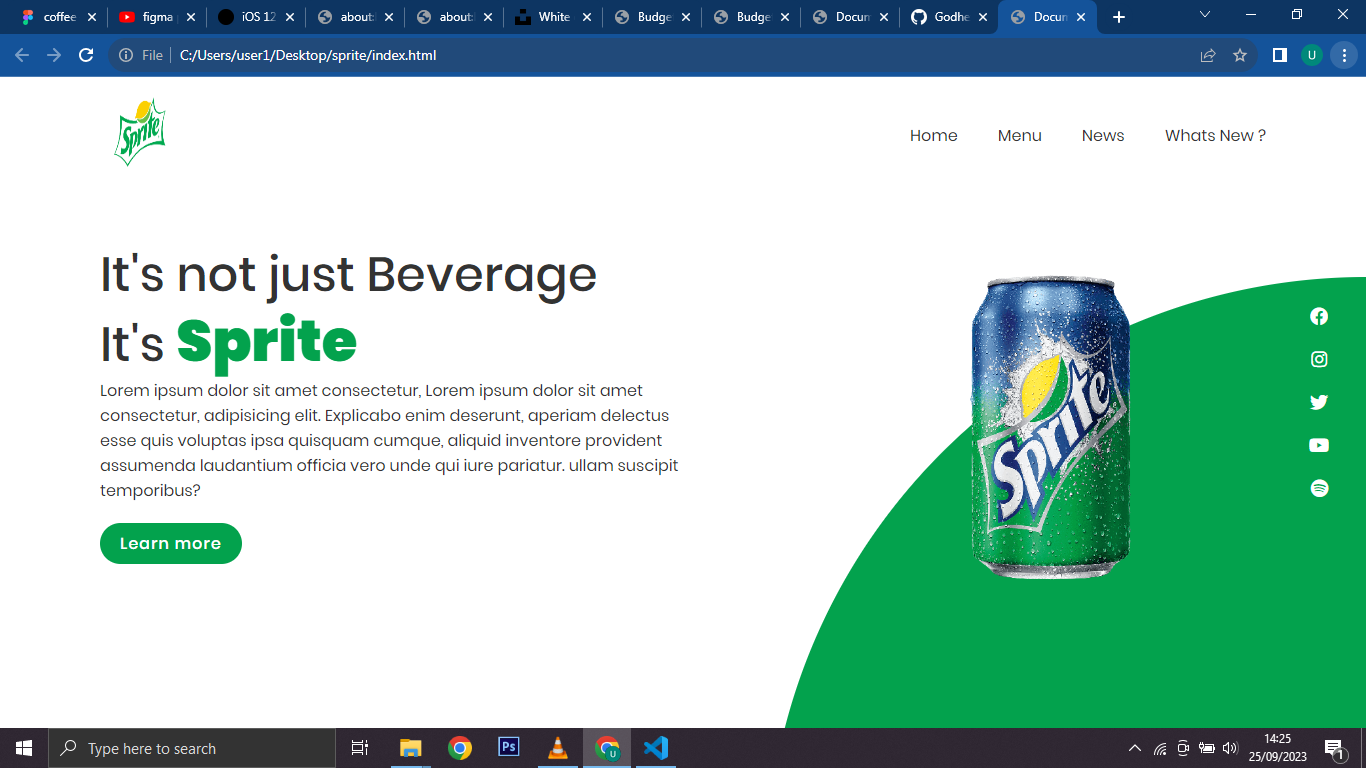 coffee
figma
iOS 12
about:
about:
White
Budge
Budge
Docum
Godhe
Docum
File
C:/Users/user1/Desktop/sprite/index.html
U
Sprite
Home
Menu
News
Whats New ?
It's not just Beverage
It's Sprite
Lorem ipsum dolor sit amet consectetur, Lorem ipsum dolor sit amet
consectetur, adipisicing elit. Explicabo enim deserunt, aperiam delectus
esse quis voluptas ipsa quisquam cumque, aliquid inventore provident
assumenda laudantium officia vero unde qui iure pariatur. ullam suscipit
temporibus?
Learn more
Sprite
Type here to search
Ps
U
14:25
25/09/2023
1